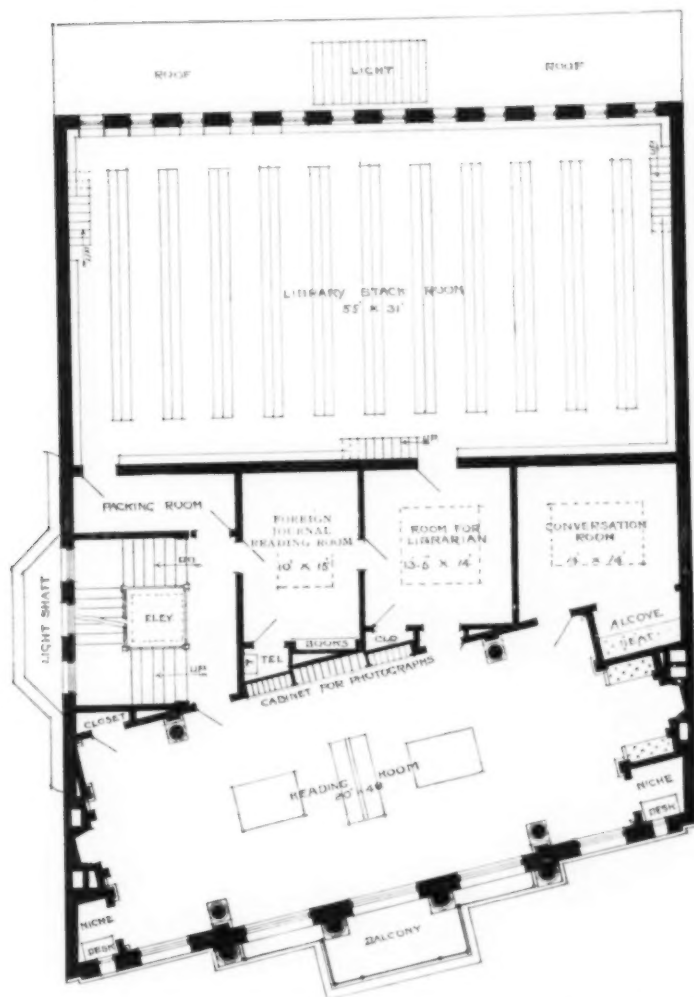 ROOF
LIGHT
ROOF
UP
UP
LIBRARY STACK ROOM
55' X 31'
UP
PACKING ROOM
FOREIGN
JOURNAL
READING ROOM
10' X 15'
ROOM FOR
LIBRARIAN
13-6 X 14'
CONVERSATION
ROOM
LIGHT SHAFT
ELEV
UP
ALCOVE
SEAT
TEL
BOOKS
CLO
CABINET FOR PHOTOGRAPHS
CLOSET
READING ROOM
NICHE
DESK
NICHE
DESK
BALCONY